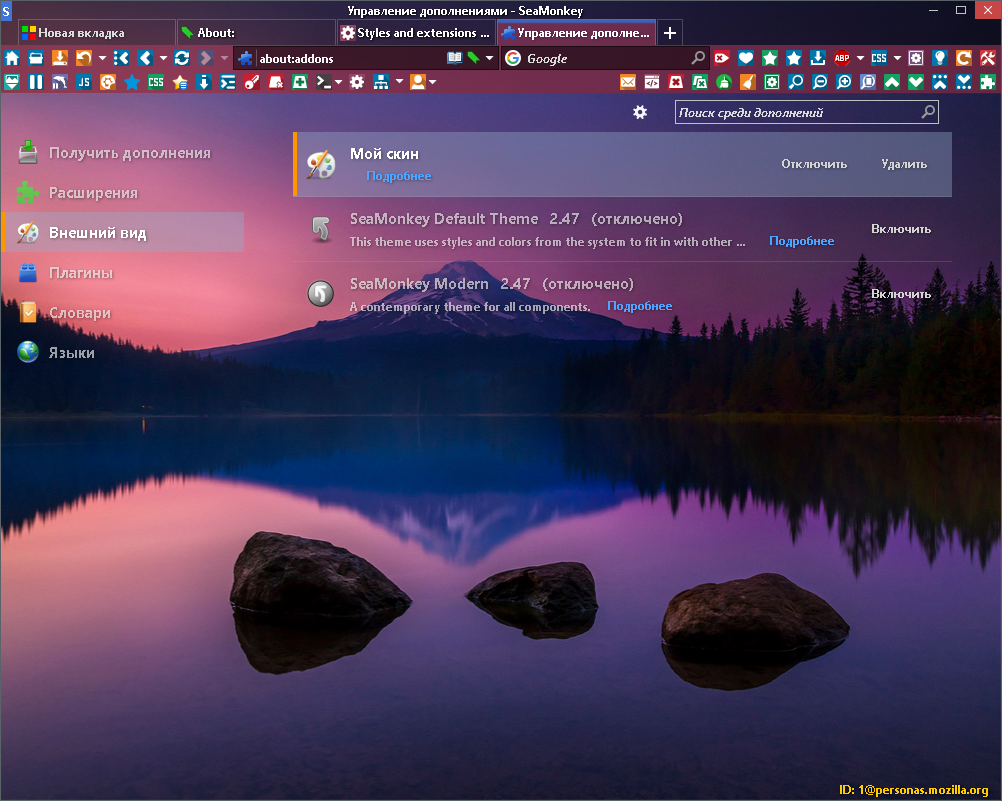 Управление дополнениями - SeaMonkey
S
Новая вкладка
About:
Styles and extensions ...
Управление дополне...
about:addons
Google
ABP
CSS
JS
CSS
Поиск среди дополнений
Получить дополнения
Расширения
Внешний вид
Плагины
Словари
Языки
Мой скин
Подробнее
Отключить
Удалить
SeaMonkey Default Theme 2.47 (отключено)
This theme uses styles and colors from the system to fit in with other ...
Подробнее
Включить
SeaMonkey Modern 2.47 (отключено)
A contemporary theme for all components.
Подробнее
Включить
ID: 1@personas.mozilla.org